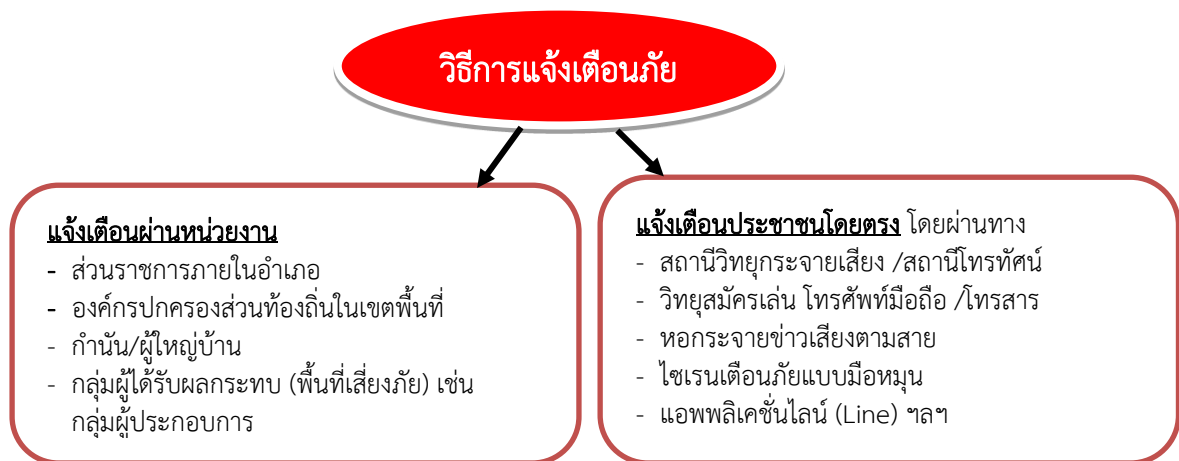 วิธีการแจ้งเตือนภัย
แจ้งเตือนผ่านหน่วยงาน
- ส่วนราชการภายในอำเภอ
- องค์กรปกครองส่วนท้องถิ่นในเขตพื้นที่
- กำนัน/ผู้ใหญ่บ้าน
- กลุ่มผู้ได้รับผลกระทบ (พื้นที่เสี่ยงภัย) เช่น
กลุ่มผู้ประกอบการ
แจ้งเตือนประชาชนโดยตรง โดยผ่านทาง
- สถานีวิทยุกระจายเสียง /สถานีโทรทัศน์
- วิทยุสมัครเล่น โทรศัพท์มือถือ /โทรสาร
- หอกระจายข่าวเสียงตามสาย
- ไซเรนเตือนภัยแบบมือหมุน
- แอพพลิเคชั่นไลน์ (Line) ฯลฯ